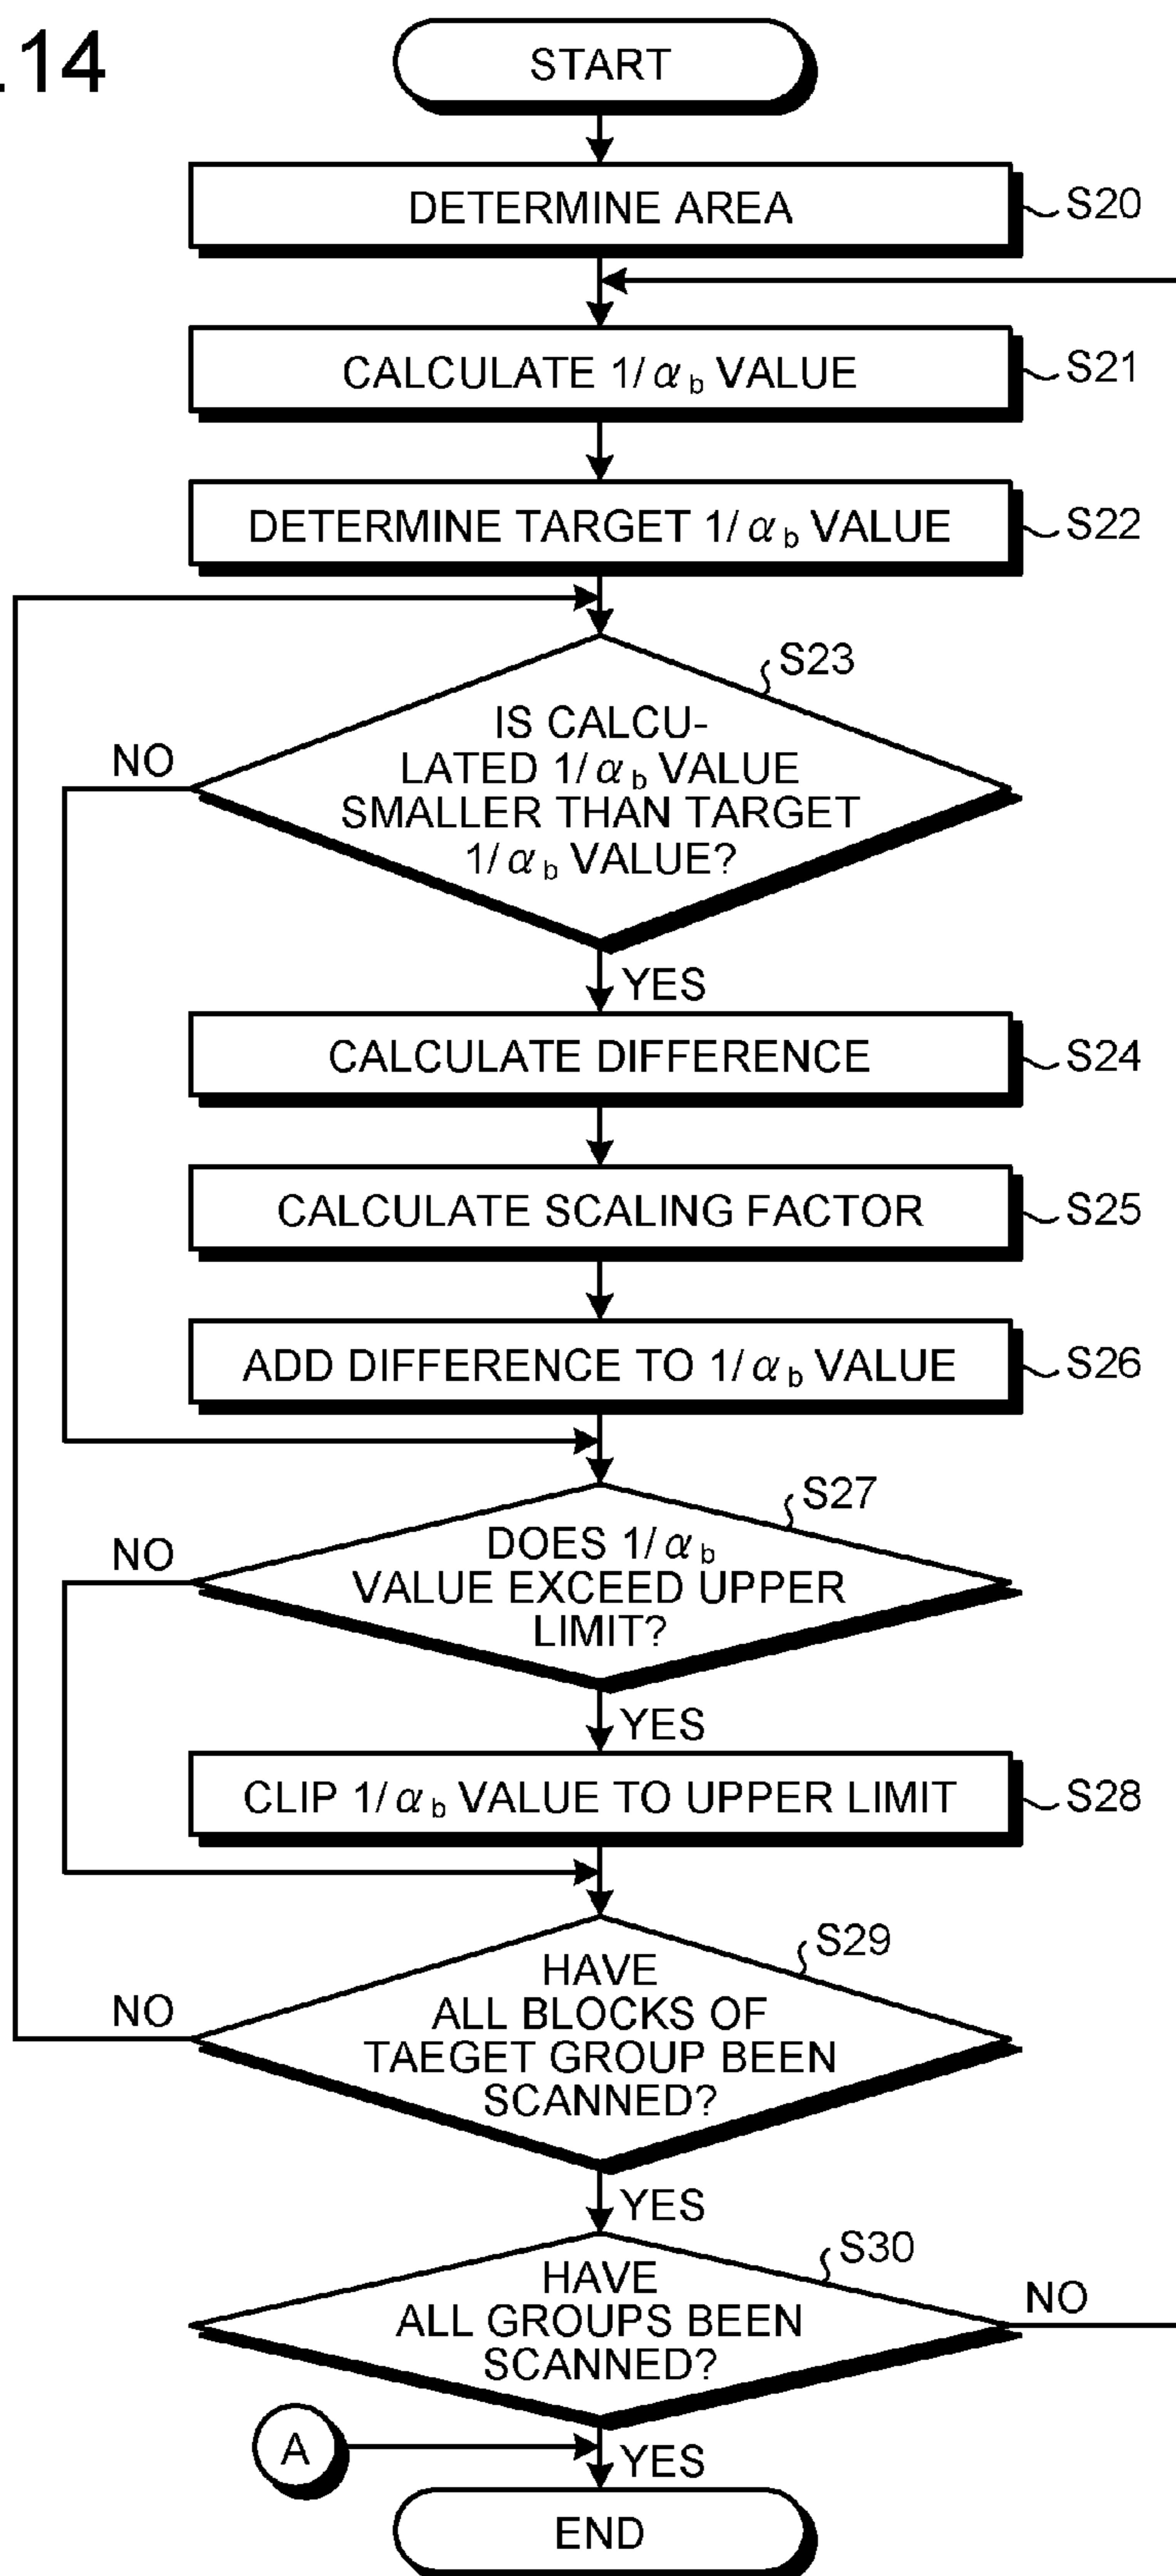 .14
START
DETERMINE AREA
S20
CALCULATE 1/αb VALUE
S21
DETERMINE TARGET 1/αb VALUE
S22
S23
IS CALCU-
LATED 1/αb VALUE
SMALLER THAN TARGET
1/αb VALUE?
NO
YES
CALCULATE DIFFERENCE
S24
CALCULATE SCALING FACTOR
S25
ADD DIFFERENCE TO 1/αb VALUE
S26
S27
DOES 1/αb
VALUE EXCEED UPPER
LIMIT?
NO
YES
CLIP 1/αb VALUE TO UPPER LIMIT
S28
S29
HAVE
ALL BLOCKS OF
TAEGET GROUP BEEN
SCANNED?
NO
YES
S30
HAVE
ALL GROUPS BEEN
SCANNED?
NO
A
YES
END